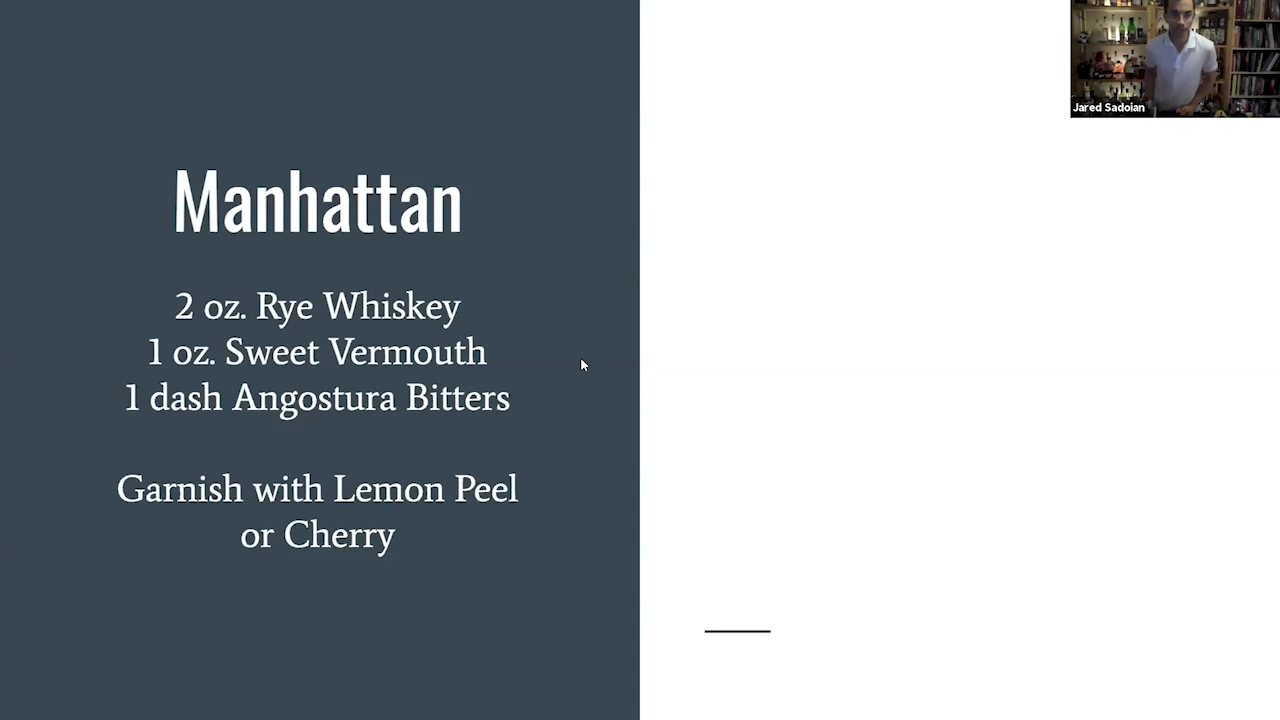 Manhattan
2 oz. Rye Whiskey
1 oz. Sweet Vermouth
1 dash Angostura Bitters
Garnish with Lemon Peel
or Cherry
Jared Sadoian